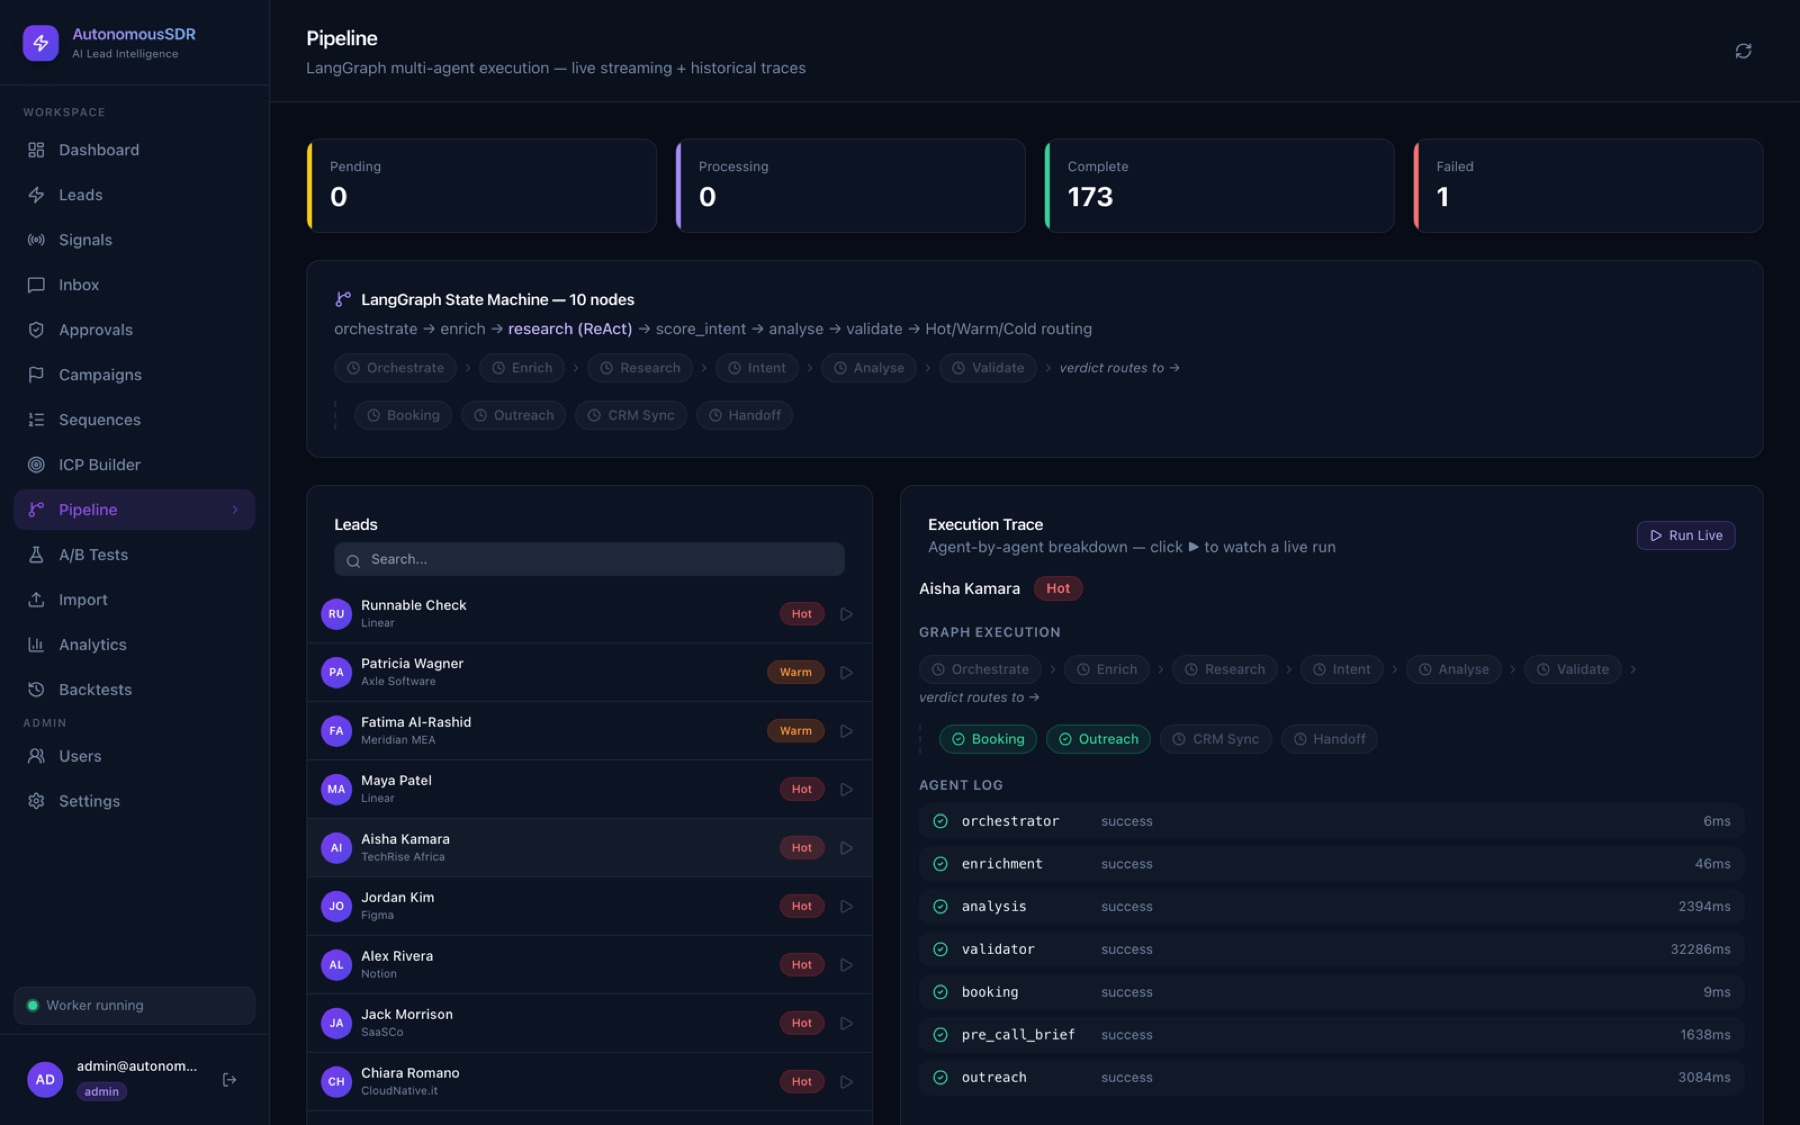 AutonomousSDR
AI Lead Intelligence
WORKSPACE
Dashboard
Leads
Signals
Inbox
Approvals
Campaigns
Sequences
ICP Builder
Pipeline
A/B Tests
Import
Analytics
Backtests
ADMIN
Users
Settings
Worker running
AD
admin@autonom...
admin
Pipeline
LangGraph multi-agent execution — live streaming + historical traces
Pending
0
Processing
0
Complete
173
Failed
1
LangGraph State Machine — 10 nodes
orchestrate → enrich → research (ReAct) → score_intent → analyse → validate → Hot/Warm/Cold routing
Orchestrate > Enrich > Research > Intent > Analyse > Validate > verdict routes to →
Booking Outreach CRM Sync Handoff
Leads
Search...
RU Runnable Check Hot
Linear
PA Patricia Wagner Warm
Axle Software
FA Fatima Al-Rashid Warm
Meridian MEA
MA Maya Patel Hot
Linear
AI Aisha Kamara Hot
TechRise Africa
JO Jordan Kim Hot
Figma
AL Alex Rivera Hot
Notion
JA Jack Morrison Hot
SaaSCo
CH Chiara Romano Hot
CloudNative.it
Execution Trace
Agent-by-agent breakdown — click ▶ to watch a live run
Run Live
Aisha Kamara Hot
GRAPH EXECUTION
Orchestrate > Enrich > Research > Intent > Analyse > Validate >
verdict routes to →
Booking Outreach CRM Sync Handoff
AGENT LOG
orchestrator success 6ms
enrichment success 46ms
analysis success 2394ms
validator success 32286ms
booking success 9ms
pre_call_brief success 1638ms
outreach success 3084ms